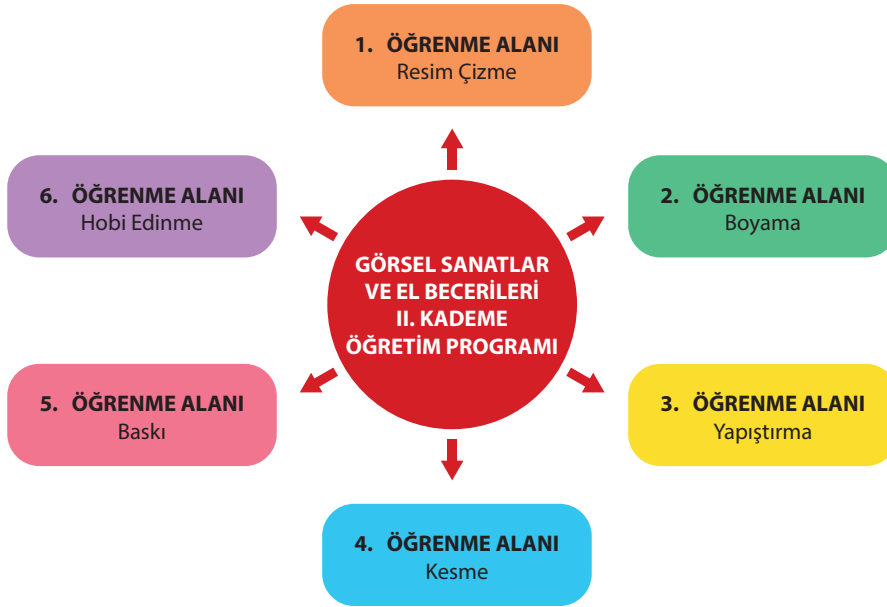 1. ÖĞRENME ALANI
Resim Çizme
6. ÖĞRENME ALANI
Hobi Edinme
2. ÖĞRENME ALANI
Boyama
GÖRSEL SANATLAR
VE EL BECERİLERİ
II. KADEME
ÖĞRETİM PROGRAMI
5. ÖĞRENME ALANI
Baskı
3. ÖĞRENME ALANI
Yapıştırma
4. ÖĞRENME ALANI
Kesme